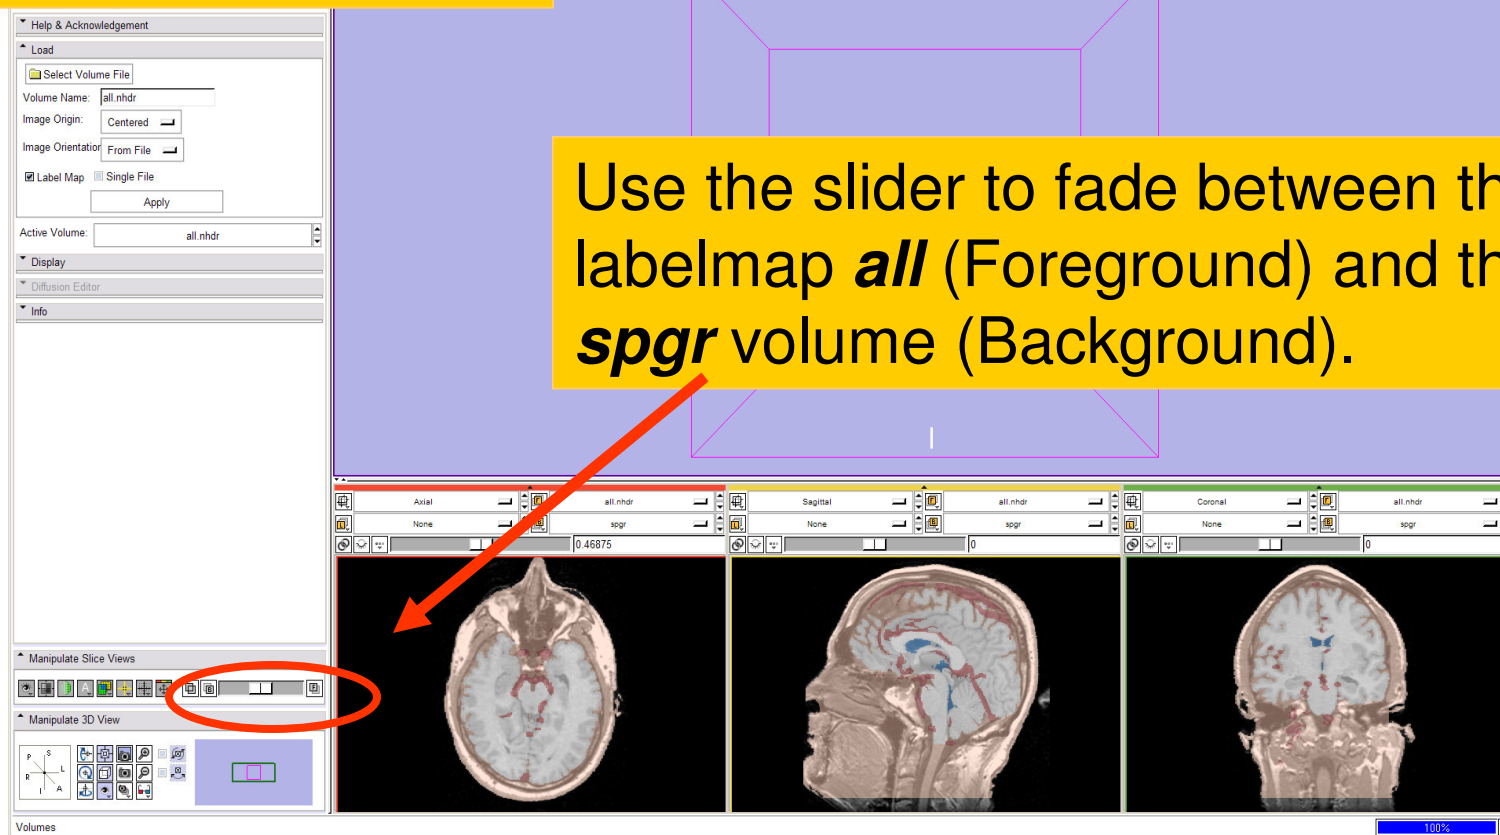 Help & Acknowledgement
Load
Select Volume File
Volume Name: all.nhdr
Image Origin: Centered
Image Orientation From File
Label Map Single File
Apply
Active Volume: all.nhdr
Display
Diffusion Editor
Info
Use the slider to fade between th
labelmap all (Foreground) and th
spgr volume (Background).
Axial all.nhdr Sagittal all.nhdr Coronal all.nhdr
None spgr None spgr None spgr
0.46875 0 0
Manipulate Slice Views
Manipulate 3D View
P S
R L
I A
Volumes
100%